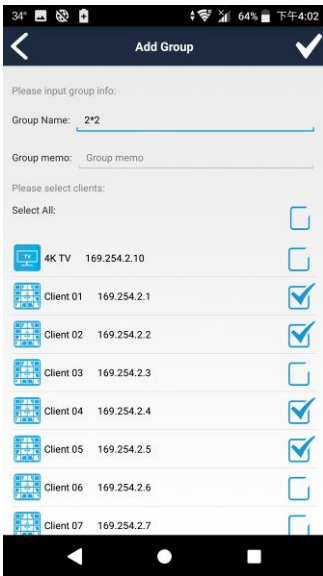 34° 64% 下午4:02
Add Group
Please input group info:
Group Name: 2*2
Group memo: Group memo
Please select clients:
Select All:
TV 4K TV 169.254.2.10
Client 01 169.254.2.1
Client 02 169.254.2.2
Client 03 169.254.2.3
Client 04 169.254.2.4
Client 05 169.254.2.5
Client 06 169.254.2.6
Client 07 169.254.2.7